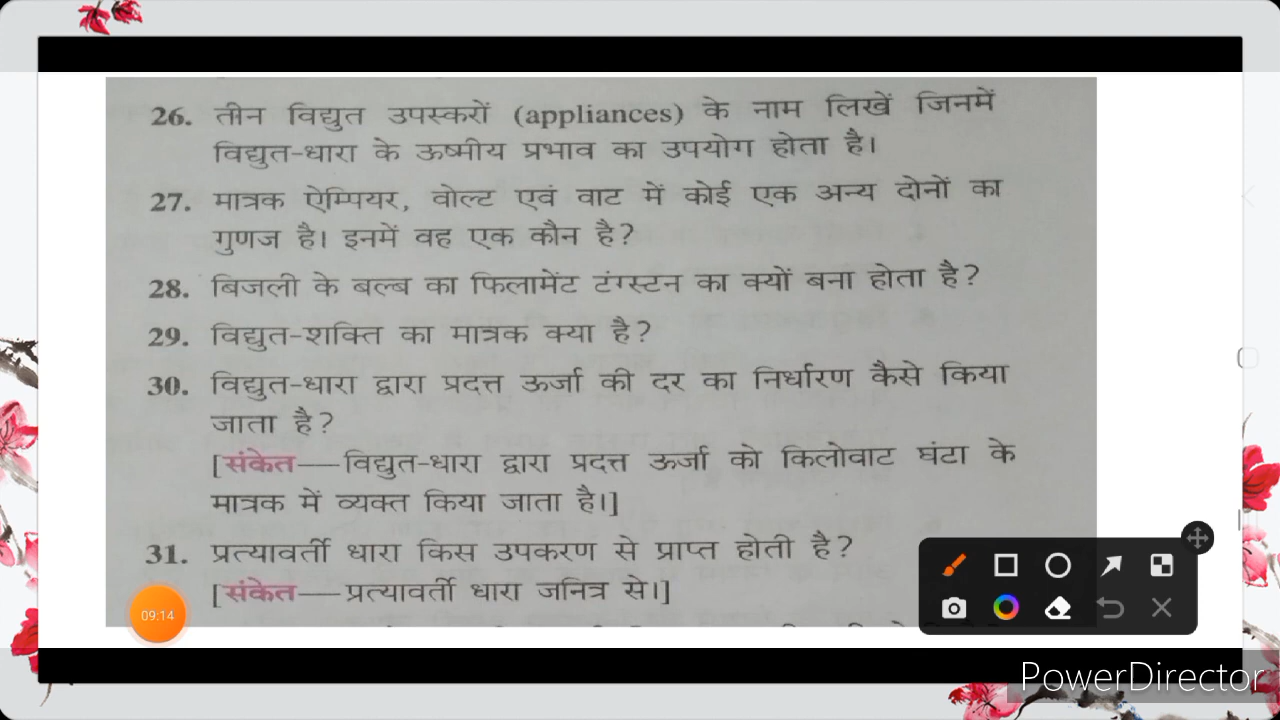 26. तीन विद्युत उपस्करों (appliances) के नाम लिखें जिनमें
विद्युत-धारा के ऊष्मीय प्रभाव का उपयोग होता है।
27. मात्रक ऐम्पियर, वोल्ट एवं वाट में कोई एक अन्य दोनों का
गुणज है। इनमें वह एक कौन है?
28. बिजली के बल्ब का फिलामेंट टंग्स्टन का क्यों बना होता है?
29. विद्युत-शक्ति का मात्रक क्या है?
30. विद्युत-धारा द्वारा प्रदत्त ऊर्जा की दर का निर्धारण कैसे किया
जाता है?
[संकेत—विद्युत-धारा द्वारा प्रदत्त ऊर्जा को किलोवाट घंटा के
मात्रक में व्यक्त किया जाता है।]
31. प्रत्यावर्ती धारा किस उपकरण से प्राप्त होती है?
[संकेत—प्रत्यावर्ती धारा जनित्र से।]
09:14
PowerDirector